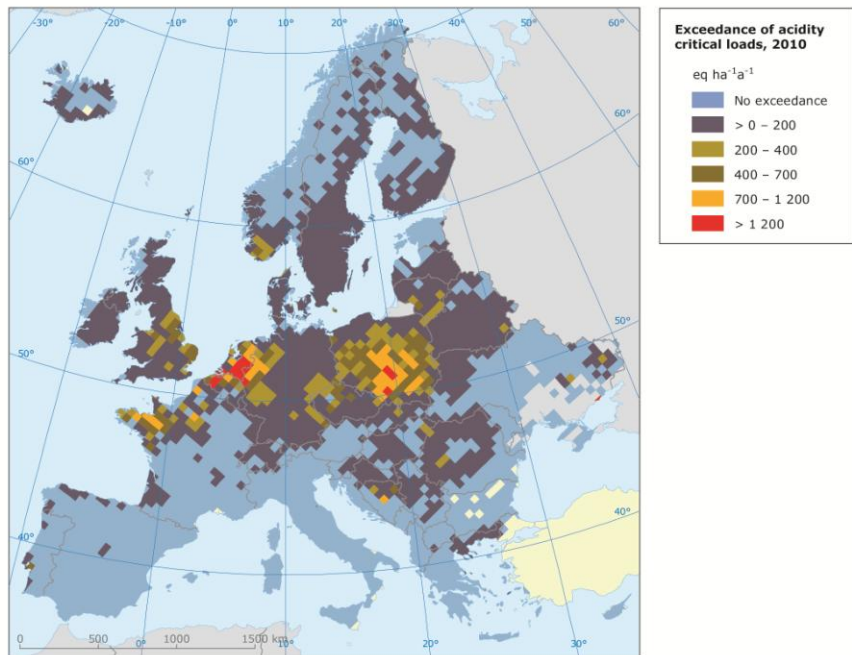 -30° -20° -10° 0° 10° 20° 30° 40° 50° 60°
60°
60°
50°
50°
40°
40°
0 500 1000 1500 km
0° 10° 20° 30°
Exceedance of acidity
critical loads, 2010
eq ha⁻¹a⁻¹
No exceedance
> 0 – 200
200 – 400
400 – 700
700 – 1 200
> 1 200